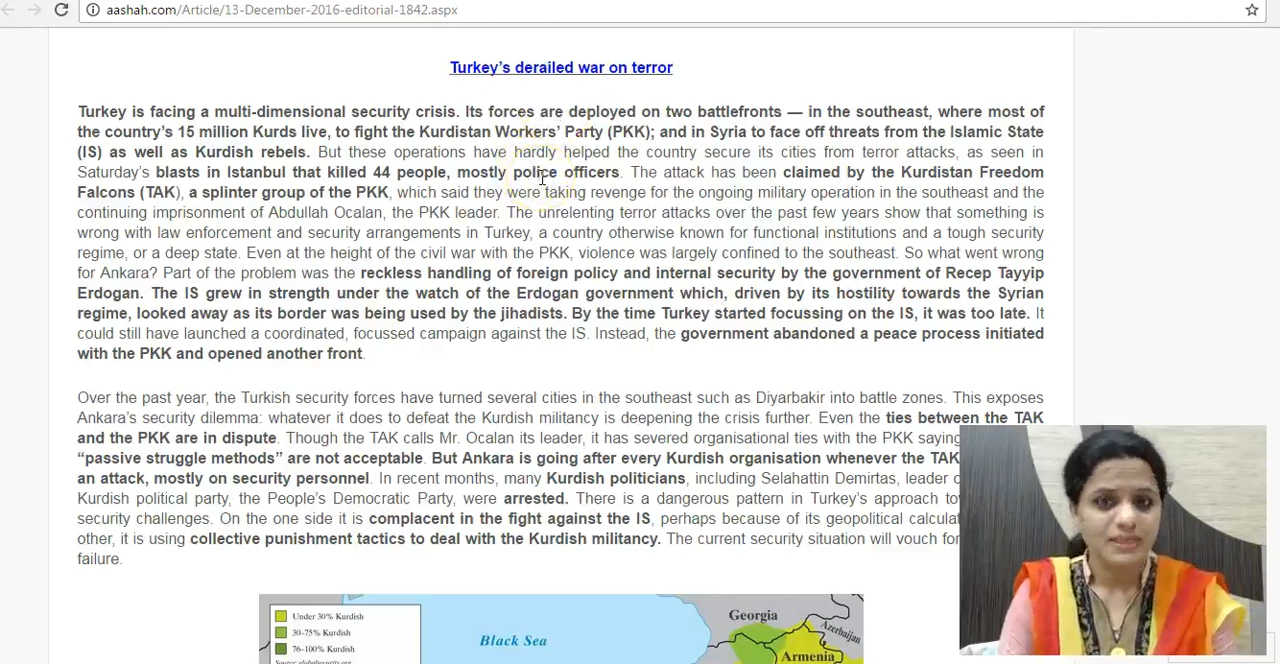 aashah.com/Article/13-December-2016-editorial-1842.aspx
Turkey's derailed war on terror
Turkey is facing a multi-dimensional security crisis. Its forces are deployed on two battlefronts — in the southeast, where most of
the country's 15 million Kurds live, to fight the Kurdistan Workers' Party (PKK); and in Syria to face off threats from the Islamic State
(IS) as well as Kurdish rebels. But these operations have hardly helped the country secure its cities from terror attacks, as seen in
Saturday's blasts in Istanbul that killed 44 people, mostly police officers. The attack has been claimed by the Kurdistan Freedom
Falcons (TAK), a splinter group of the PKK, which said they were taking revenge for the ongoing military operation in the southeast and the
continuing imprisonment of Abdullah Ocalan, the PKK leader. The unrelenting terror attacks over the past few years show that something is
wrong with law enforcement and security arrangements in Turkey, a country otherwise known for functional institutions and a tough security
regime, or a deep state. Even at the height of the civil war with the PKK, violence was largely confined to the southeast. So what went wrong
for Ankara? Part of the problem was the reckless handling of foreign policy and internal security by the government of Recep Tayyip
Erdogan. The IS grew in strength under the watch of the Erdogan government which, driven by its hostility towards the Syrian
regime, looked away as its border was being used by the jihadists. By the time Turkey started focussing on the IS, it was too late. It
could still have launched a coordinated, focussed campaign against the IS. Instead, the government abandoned a peace process initiated
with the PKK and opened another front.
Over the past year, the Turkish security forces have turned several cities in the southeast such as Diyarbakir into battle zones. This exposes
Ankara's security dilemma: whatever it does to defeat the Kurdish militancy is deepening the crisis further. Even the ties between the TAK
and the PKK are in dispute. Though the TAK calls Mr. Ocalan its leader, it has severed organisational ties with the PKK saying
"passive struggle methods" are not acceptable. But Ankara is going after every Kurdish organisation whenever the TAK
an attack, mostly on security personnel. In recent months, many Kurdish politicians, including Selahattin Demirtas, leader
Kurdish political party, the People's Democratic Party, were arrested. There is a dangerous pattern in Turkey's approach
security challenges. On the one side it is complacent in the fight against the IS, perhaps because of its geopolitical
other, it is using collective punishment tactics to deal with the Kurdish militancy. The current security situation will vouch
failure.
Under 30% Kurdish
30-75% Kurdish
76-100% Kurdish
Source: globalsecurity.org
Black Sea
Georgia
Azerbaijan
Armenia